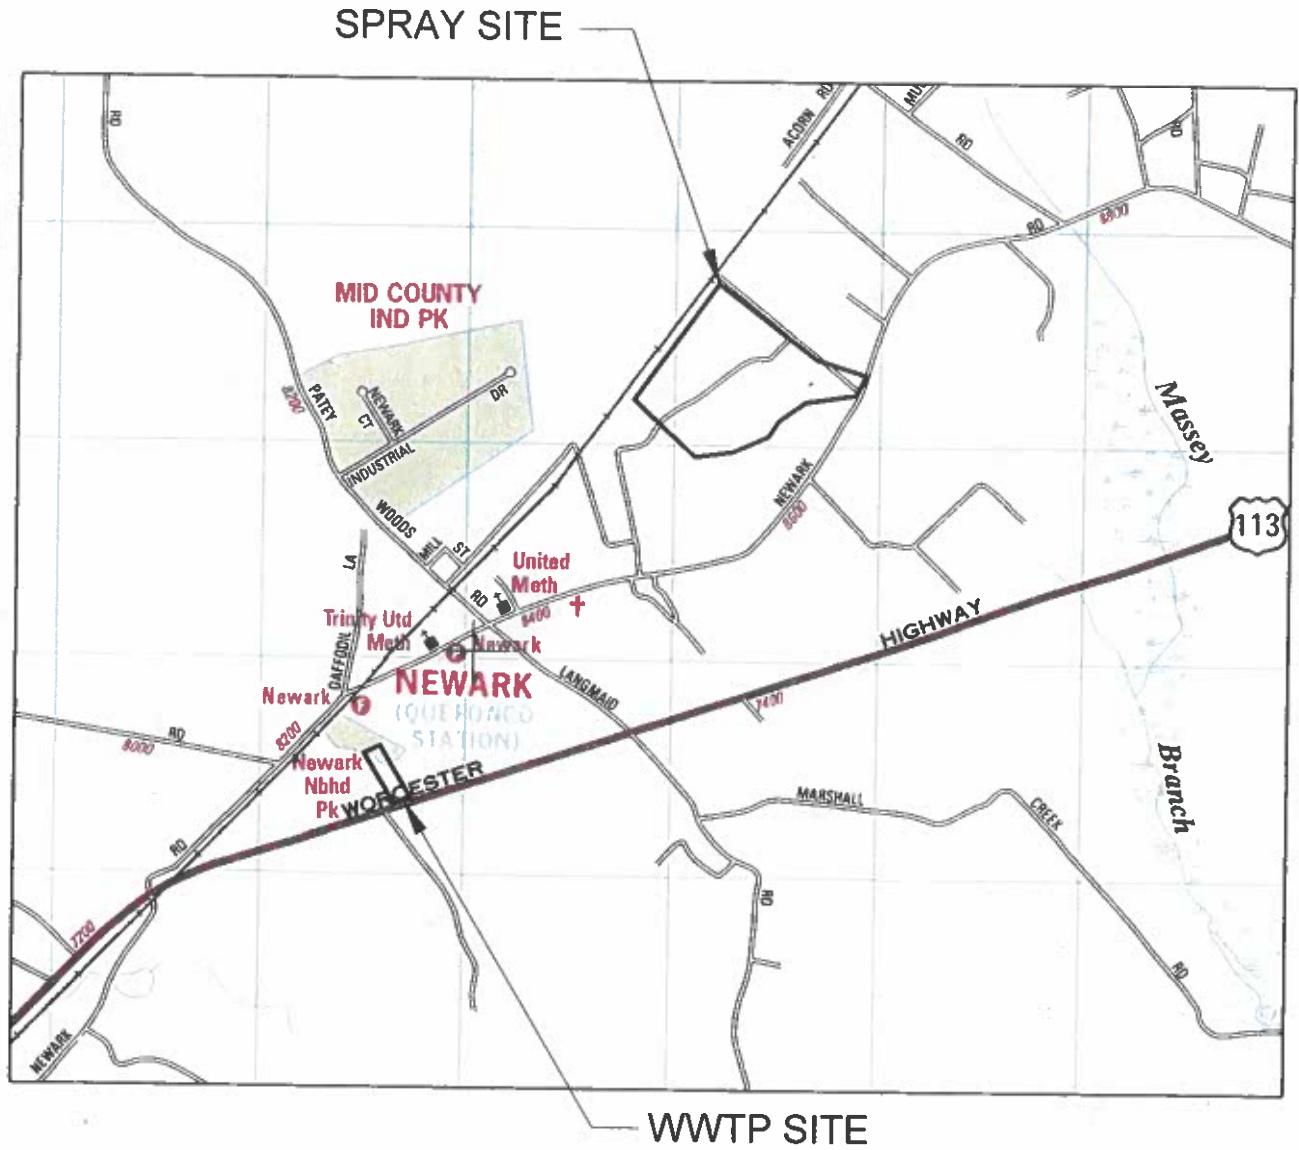 SPRAY SITE
RD
ACORN RD
RD
RD
RD
8800
MID COUNTY
IND PK
8200
PATEY
NEWARK
CT
DR
INDUSTRIAL
WOODS
MILL
ST
RD
LA
DAFFODIL
United
Meth
8400
Trinity Utd
Meth
Newark
NEWARK
(QUEPONCO
STATION)
Newark
8200
RD
8000
Newark
Nbhd
Pk
WORCESTER
HIGHWAY
113
NEWARK
8600
LANGMAID
7400
MARSHALL
CREEK
RD
RD
RD
7200
NEWARK
Massey
Branch
WWTP SITE